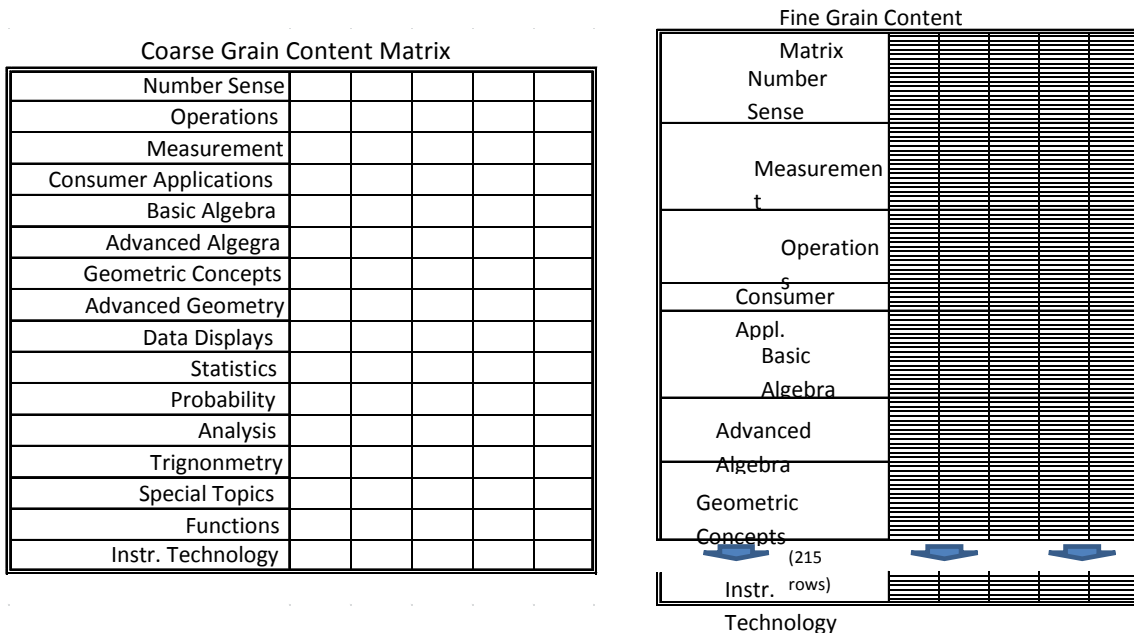 Coarse Grain Content Matrix
Number Sense
Operations
Measurement
Consumer Applications
Basic Algebra
Advanced Algegra
Geometric Concepts
Advanced Geometry
Data Displays
Statistics
Probability
Analysis
Trignonmetry
Special Topics
Functions
Instr. Technology
Fine Grain Content
Matrix
Number
Sense
Measuremen
t
Operation
s
Consumer
Appl.
Basic
Algebra
Advanced
Algebra
Geometric
Concepts
(215
rows)
Instr.
Technology